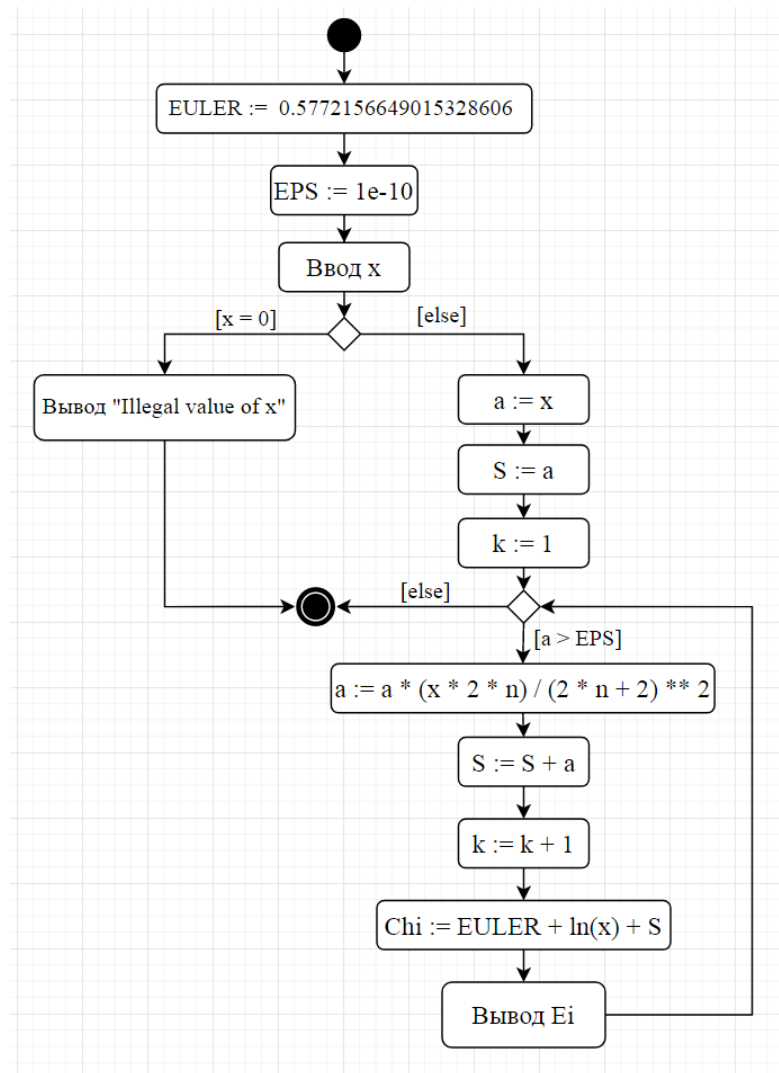 EULER := 0.5772156649015328606
EPS := 1e-10
Ввод x
[x = 0]
[else]
Вывод "Illegal value of x"
a := x
S := a
k := 1
[else]
[a > EPS]
a := a * (x * 2 * n) / (2 * n + 2) ** 2
S := S + a
k := k + 1
Chi := EULER + ln(x) + S
Вывод Ei